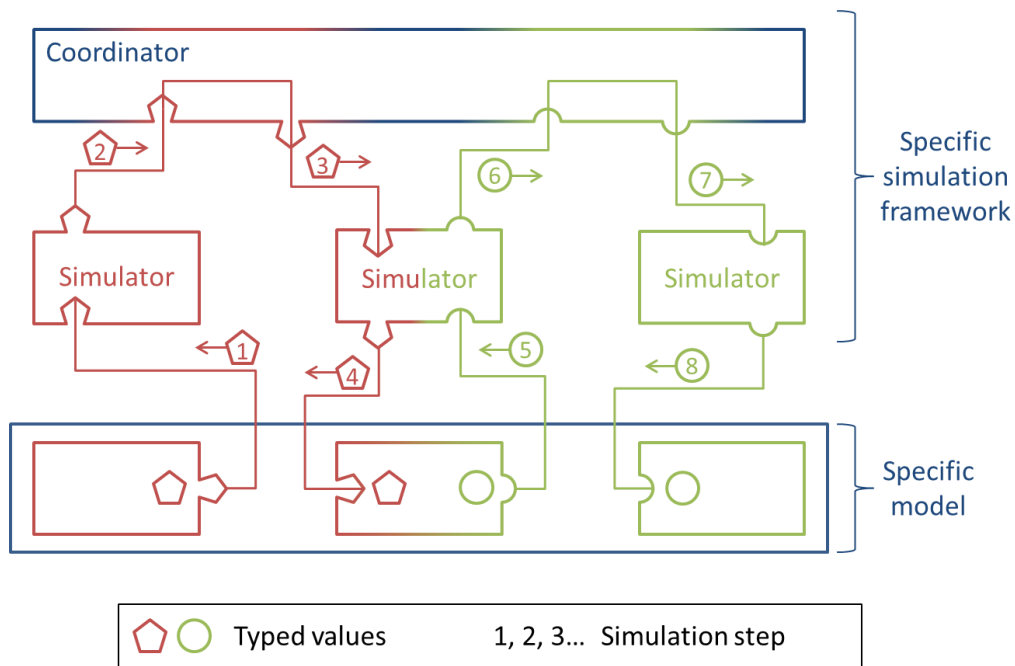 Coordinator
2
3
6
7
Specific
simulation
framework
Simulator
Simulator
Simulator
1
4
5
8
Specific
model
Typed values
1, 2, 3... Simulation step